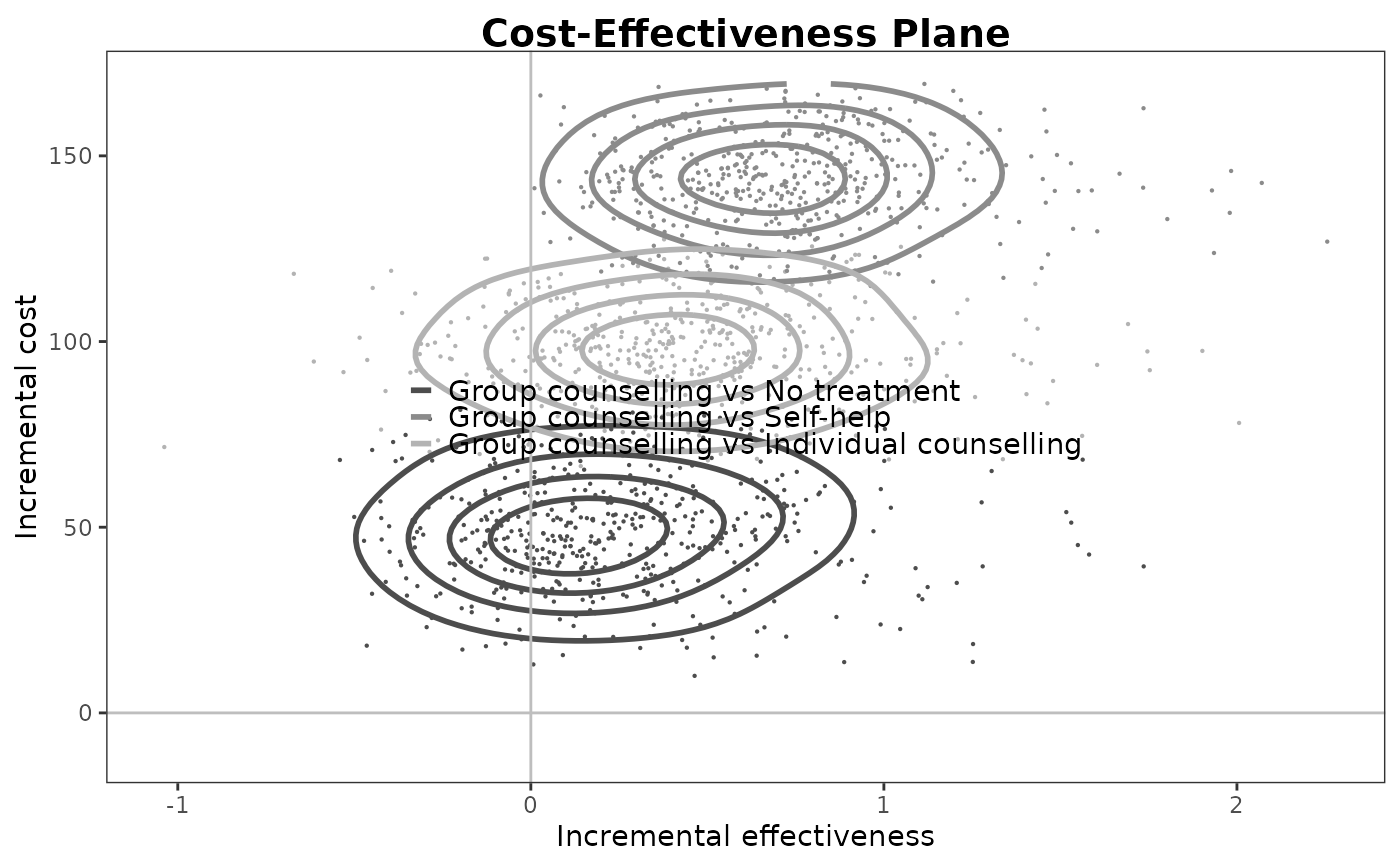 Cost-Effectiveness Plane
Incremental cost
150
100
50
0
Group counselling vs No treatment
Group counselling vs Self-help
Group counselling vs Individual counselling
-1
0
1
2
Incremental effectiveness